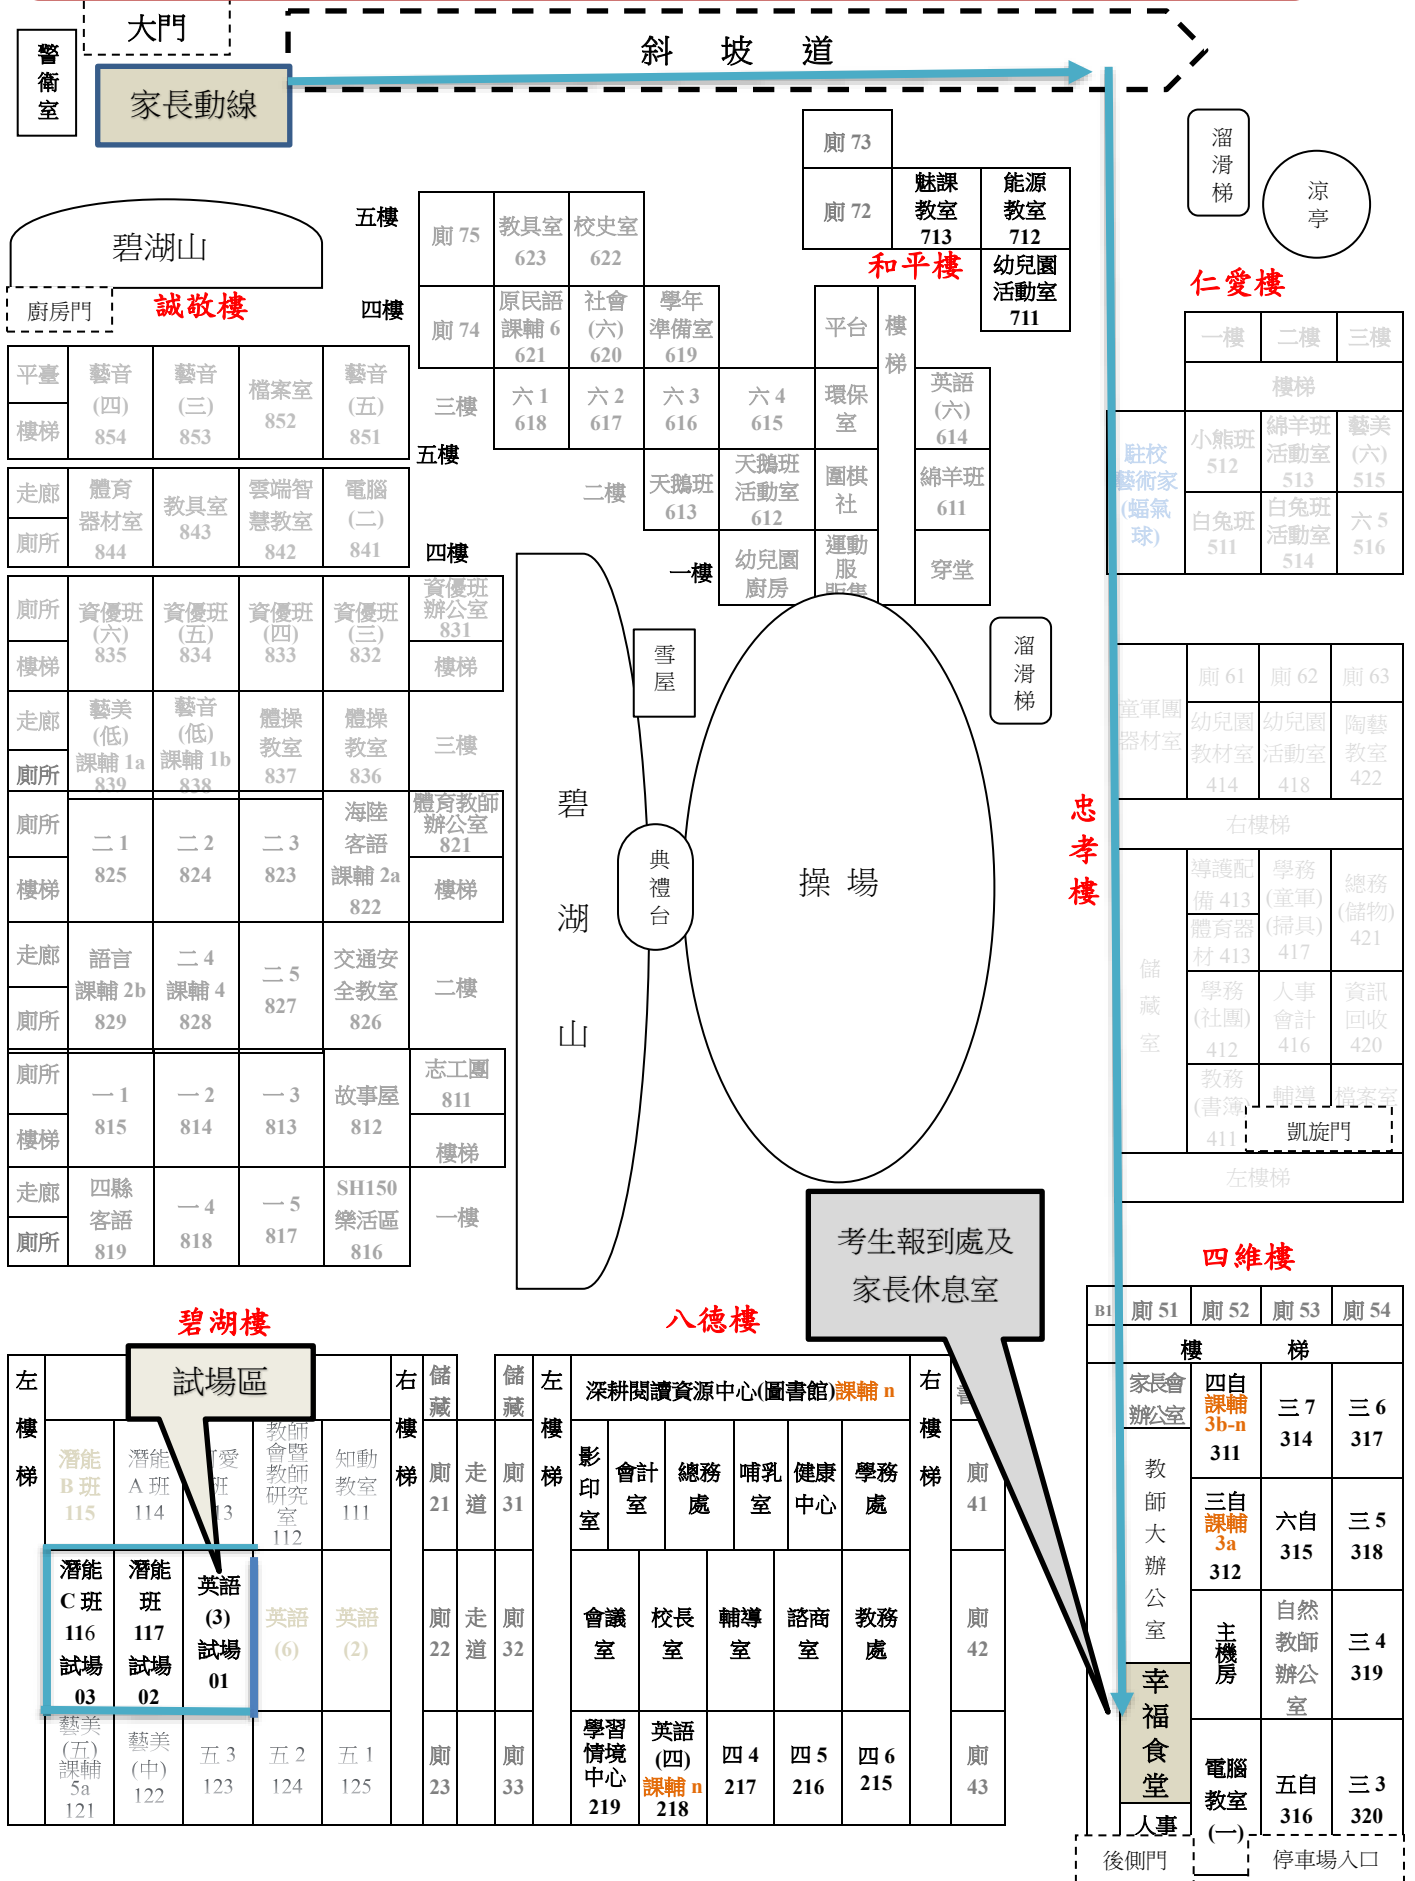 大門
警衛室
斜 坡 道
家長動線
溜滑梯
涼亭
廁 73
廁 72
魅課教室 713
能源教室 712
和平樓
幼兒園活動室 711
仁愛樓
碧湖山
廚房門
誠敬樓
五樓
廁 75
教具室 623
校史室 622
四樓
廁 74
原民語課輔 6 621
社會(六) 620
學年準備室 619
平台
樓梯
三樓
六 1 618
六 2 617
六 3 616
六 4 615
環保室
英語(六) 614
五樓
二樓
天鵝班 613
天鵝班活動室 612
圍棋社
綿羊班 611
四樓
一樓
幼兒園廚房
運動服
穿堂
平臺
藝音(四) 854
藝音(三) 853
檔案室 852
藝音(五) 851
樓梯
走廊
體育器材室 844
教具室 843
雲端智慧教室 842
電腦(二) 841
廁所
廁所
資優班(六) 835
資優班(五) 834
資優班(四) 833
資優班(三) 832
資優班辦公室 831
樓梯
樓梯
走廊
藝美(低)課輔 1a 839
藝音(低)課輔 1b 838
體操教室 837
體操教室 836
三樓
廁所
廁所
二 1 825
二 2 824
二 3 823
海陸客語課輔 2a 822
體育教師辦公室 821
樓梯
樓梯
走廊
語言課輔 2b 829
二 4 課輔 4 828
二 5 827
交通安全教室 826
二樓
廁所
廁所
一 1 815
一 2 814
一 3 813
故事屋 812
志工團 811
樓梯
樓梯
走廊
四縣客語 819
一 4 818
一 5 817
SH150 樂活區 816
一樓
廁所
碧湖山
雪屋
典禮台
操 場
溜滑梯
忠孝樓
一樓
二樓
三樓
樓梯
駐校藝術家(蝠氣球)
小熊班 512
綿羊班活動室 513
藝美(六) 515
白兔班 511
白兔班活動室 514
六 5 516
童軍團器材室
廁 61
廁 62
廁 63
幼兒園教材室 414
幼兒園活動室 418
陶藝教室 422
右樓梯
儲藏室
導護配備 413
體育器材 413
學務(童軍)(掃具) 417
總務(儲物) 421
學務(社團) 412
人事會計 416
資訊回收 420
教務(書簿) 411
輔導
檔案室
凱旋門
左樓梯
考生報到處及
家長休息室
四維樓
B1
廁 51
廁 52
廁 53
廁 54
樓 梯
家長會辦公室
四自課輔 3b-n 311
三 7 314
三 6 317
教師大辦公室
三自課輔 3a 312
六自 315
三 5 318
主機房
自然教師辦公室
三 4 319
幸福食堂
電腦教室(一)
五自 316
三 3 320
人事
後側門
停車場入口
碧湖樓
試場區
左樓梯
右樓梯
儲藏
潛能 B 班 115
潛能 A 班 114
教師會暨教師研究室 112
知動教室 111
廁 21
走道
潛能 C 班 116 試場 03
潛能班 117 試場 02
英語(3) 試場 01
英語(6)
英語(2)
廁 22
走道
藝美(五)課輔 5a 121
藝美(中) 122
五 3 123
五 2 124
五 1 125
廁 23
八德樓
儲藏
左樓梯
深耕閱讀資源中心(圖書館)課輔 n
右樓梯
廁 31
影印室
會計室
總務處
哺乳室
健康中心
學務處
廁 41
廁 32
會議室
校長室
輔導室
諮商室
教務處
廁 42
廁 33
學習情境中心 219
英語(四)課輔 n 218
四 4 217
四 5 216
四 6 215
廁 43